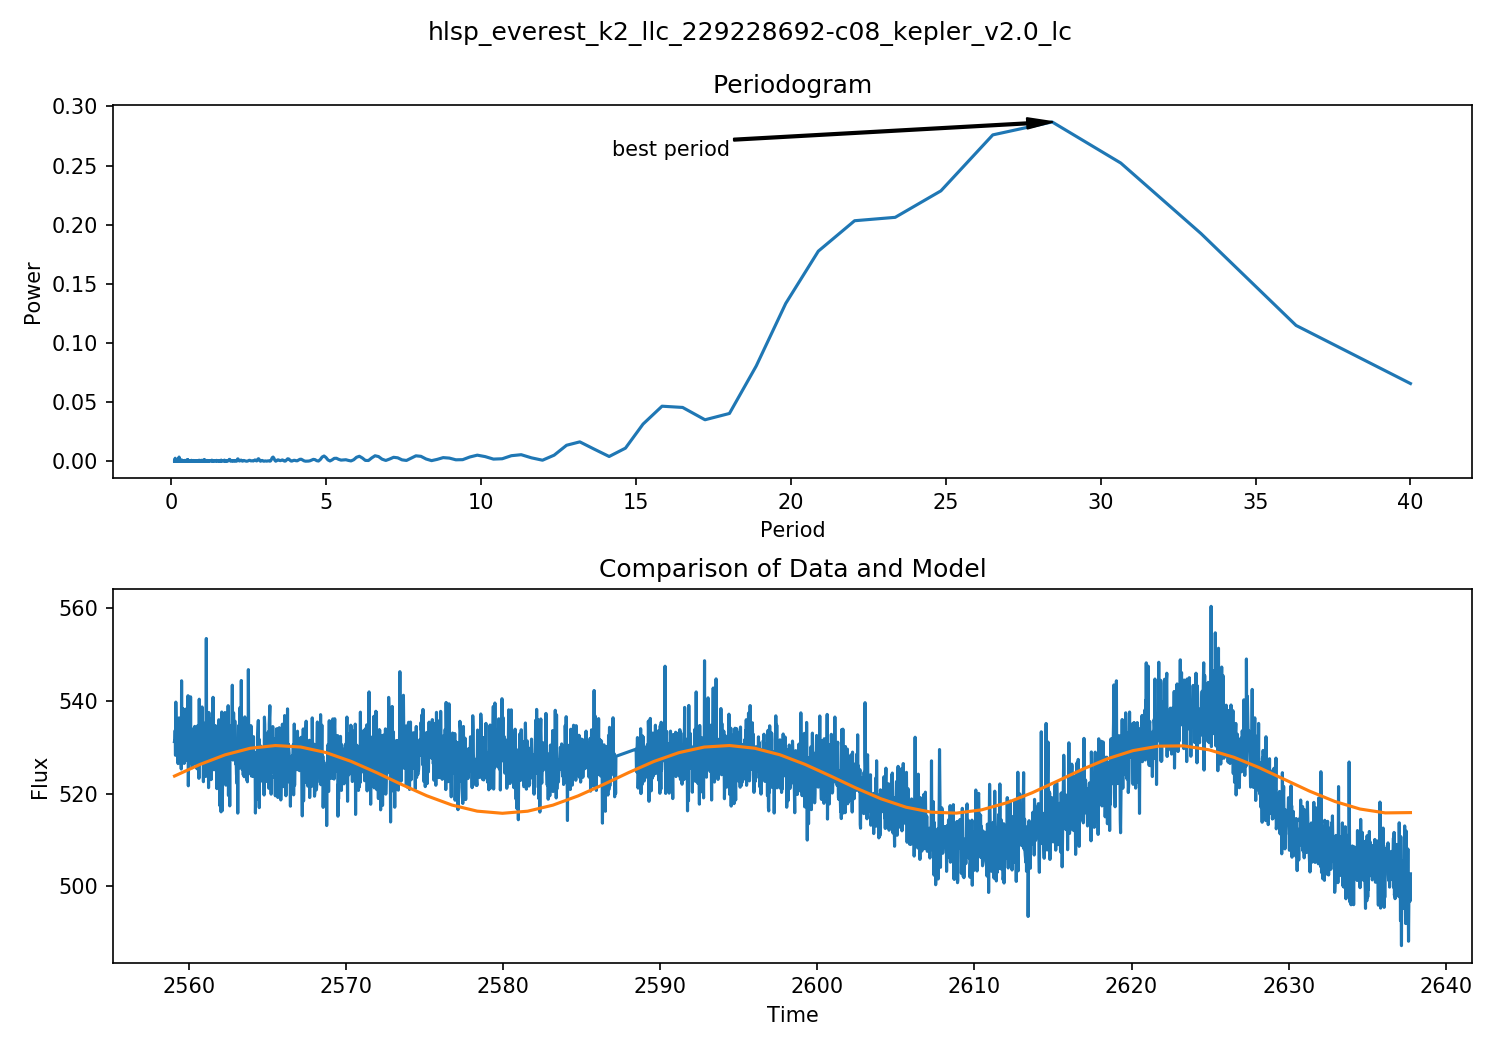 hlsp_everest_k2_llc_229228692-c08_kepler_v2.0_lc
Periodogram
0.30
0.25
0.20
0.15
0.10
0.05
0.00
Power
best period
0 5 10 15 20 25 30 35 40
Period
Comparison of Data and Model
560
540
520
500
Flux
2560 2570 2580 2590 2600 2610 2620 2630 2640
Time